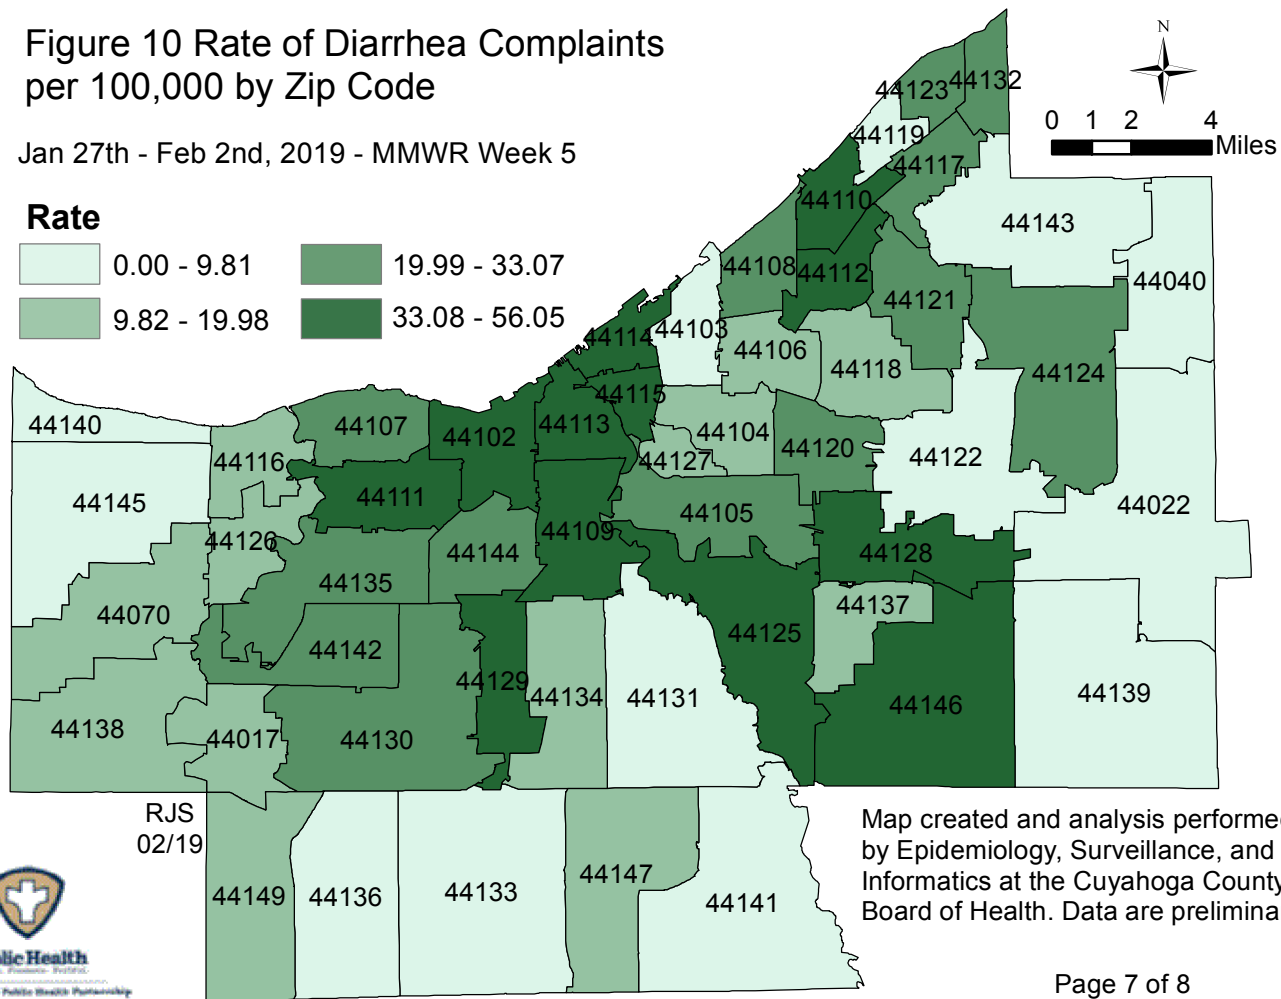 Figure 10 Rate of Diarrhea Complaints
per 100,000 by Zip Code
Jan 27th - Feb 2nd, 2019 - MMWR Week 5
Rate
0.00 - 9.81
19.99 - 33.07
9.82 - 19.98
33.08 - 56.05
N
0 1 2 4
Miles
44123
44132
44119
44117
44110
44143
44108
44112
44040
44121
44103
44114
44106
44118
44124
44115
44140
44107
44102
44113
44104
44120
44122
44116
44127
44145
44111
44105
44022
44126
44109
44144
44128
44135
44070
44137
44125
44142
44129
44134
44131
44139
44146
44138
44017
44130
RJS
02/19
44149
44136
44133
44147
44141
Map created and analysis performe
by Epidemiology, Surveillance, and
Informatics at the Cuyahoga County
Board of Health. Data are prelimina
lic Health
Public Health Partnership
Page 7 of 8